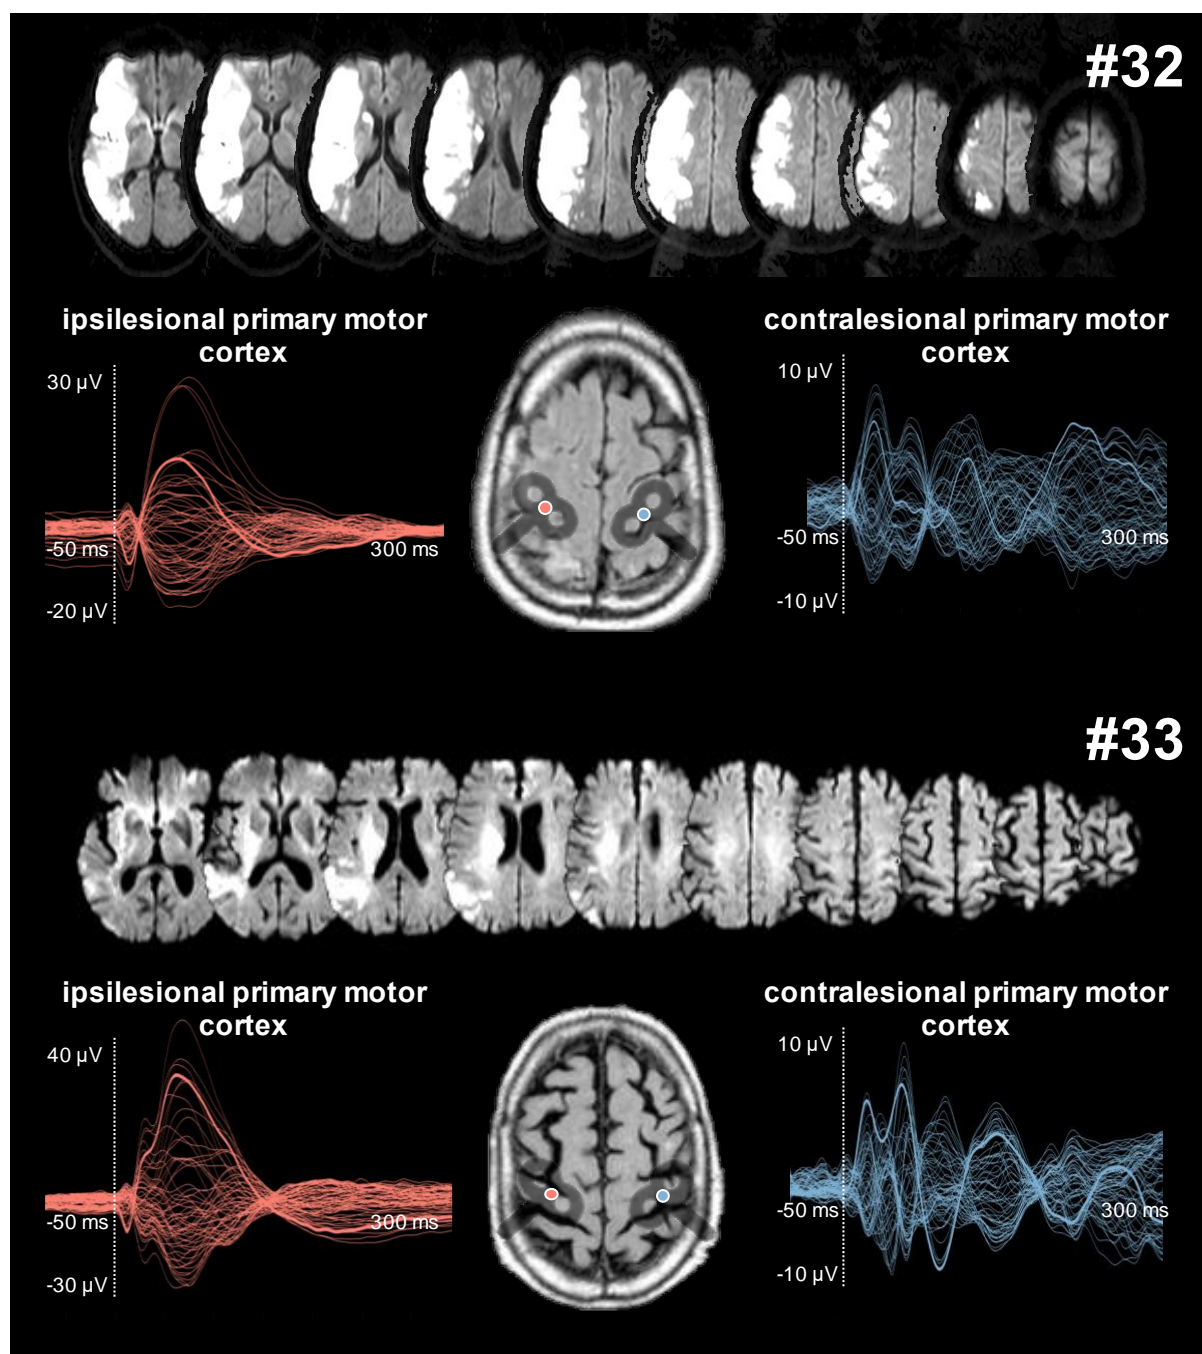 #32
ipsilesional primary motor
cortex
30 µV
-50 ms
300 ms
-20 µV
contralesional primary motor
cortex
10 µV
-50 ms
300 ms
-10 µV
#33
ipsilesional primary motor
cortex
40 µV
-50 ms
300 ms
-30 µV
contralesional primary motor
cortex
10 µV
-50 ms
300 ms
-10 µV